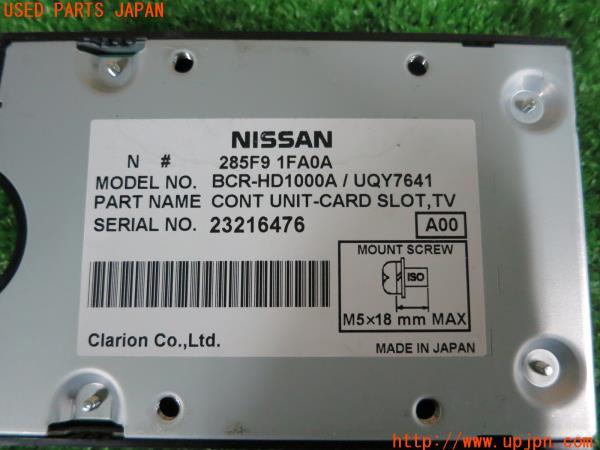 USED PARTS JAPAN
NISSAN
N # 285F9 1FA0A
MODEL NO. BCR-HD1000A / UQY7641
PART NAME CONT UNIT-CARD SLOT,TV
SERIAL NO. 23216476 A00
MOUNT SCREW
ISO
M5×18 mm MAX
Clarion Co.,Ltd.
MADE IN JAPAN
http://www.upjpn.com/